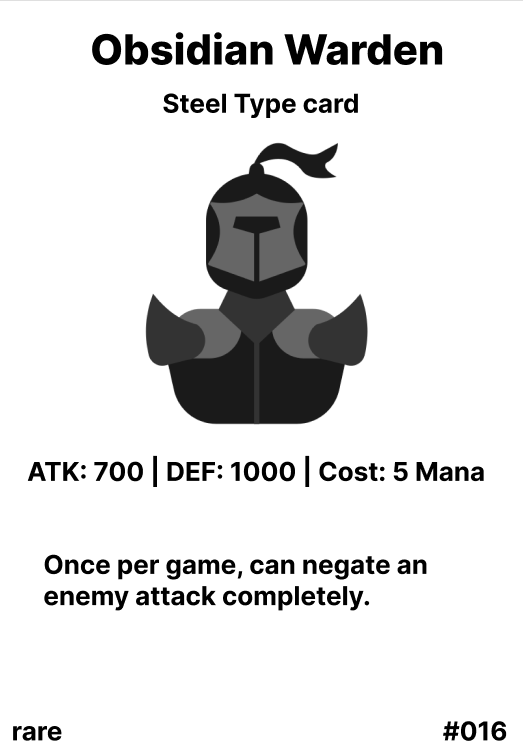 Obsidian Warden
Steel Type card
ATK: 700 | DEF: 1000 | Cost: 5 Mana
Once per game, can negate an
enemy attack completely.
rare
#016